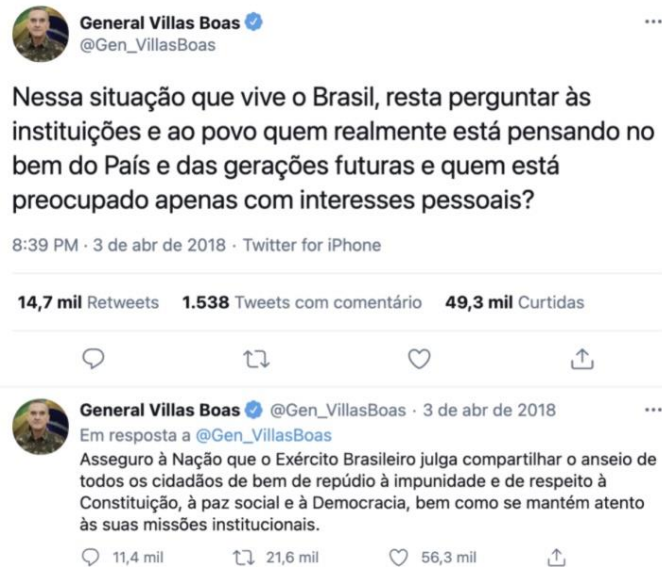 General Villas Boas
@Gen_VillasBoas
Nessa situação que vive o Brasil, resta perguntar às
instituições e ao povo quem realmente está pensando no
bem do País e das gerações futuras e quem está
preocupado apenas com interesses pessoais?
8:39 PM · 3 de abr de 2018 · Twitter for iPhone
14,7 mil Retweets 1.538 Tweets com comentário 49,3 mil Curtidas
General Villas Boas @Gen_VillasBoas · 3 de abr de 2018
Em resposta a @Gen_VillasBoas
Asseguro à Nação que o Exército Brasileiro julga compartilhar o anseio de
todos os cidadãos de bem de repúdio à impunidade e de respeito à
Constituição, à paz social e à Democracia, bem como se mantém atento
às suas missões institucionais.
11,4 mil 21,6 mil 56,3 mil